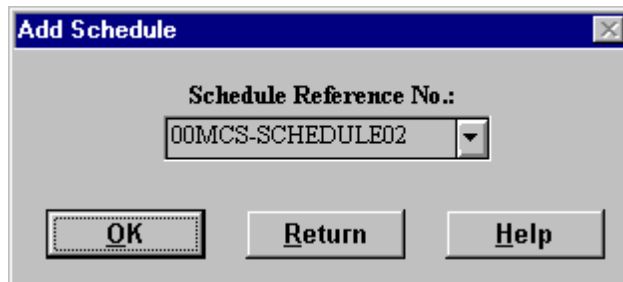 Add Schedule
Schedule Reference No.:
00MCS-SCHEDULE02
OK Return Help